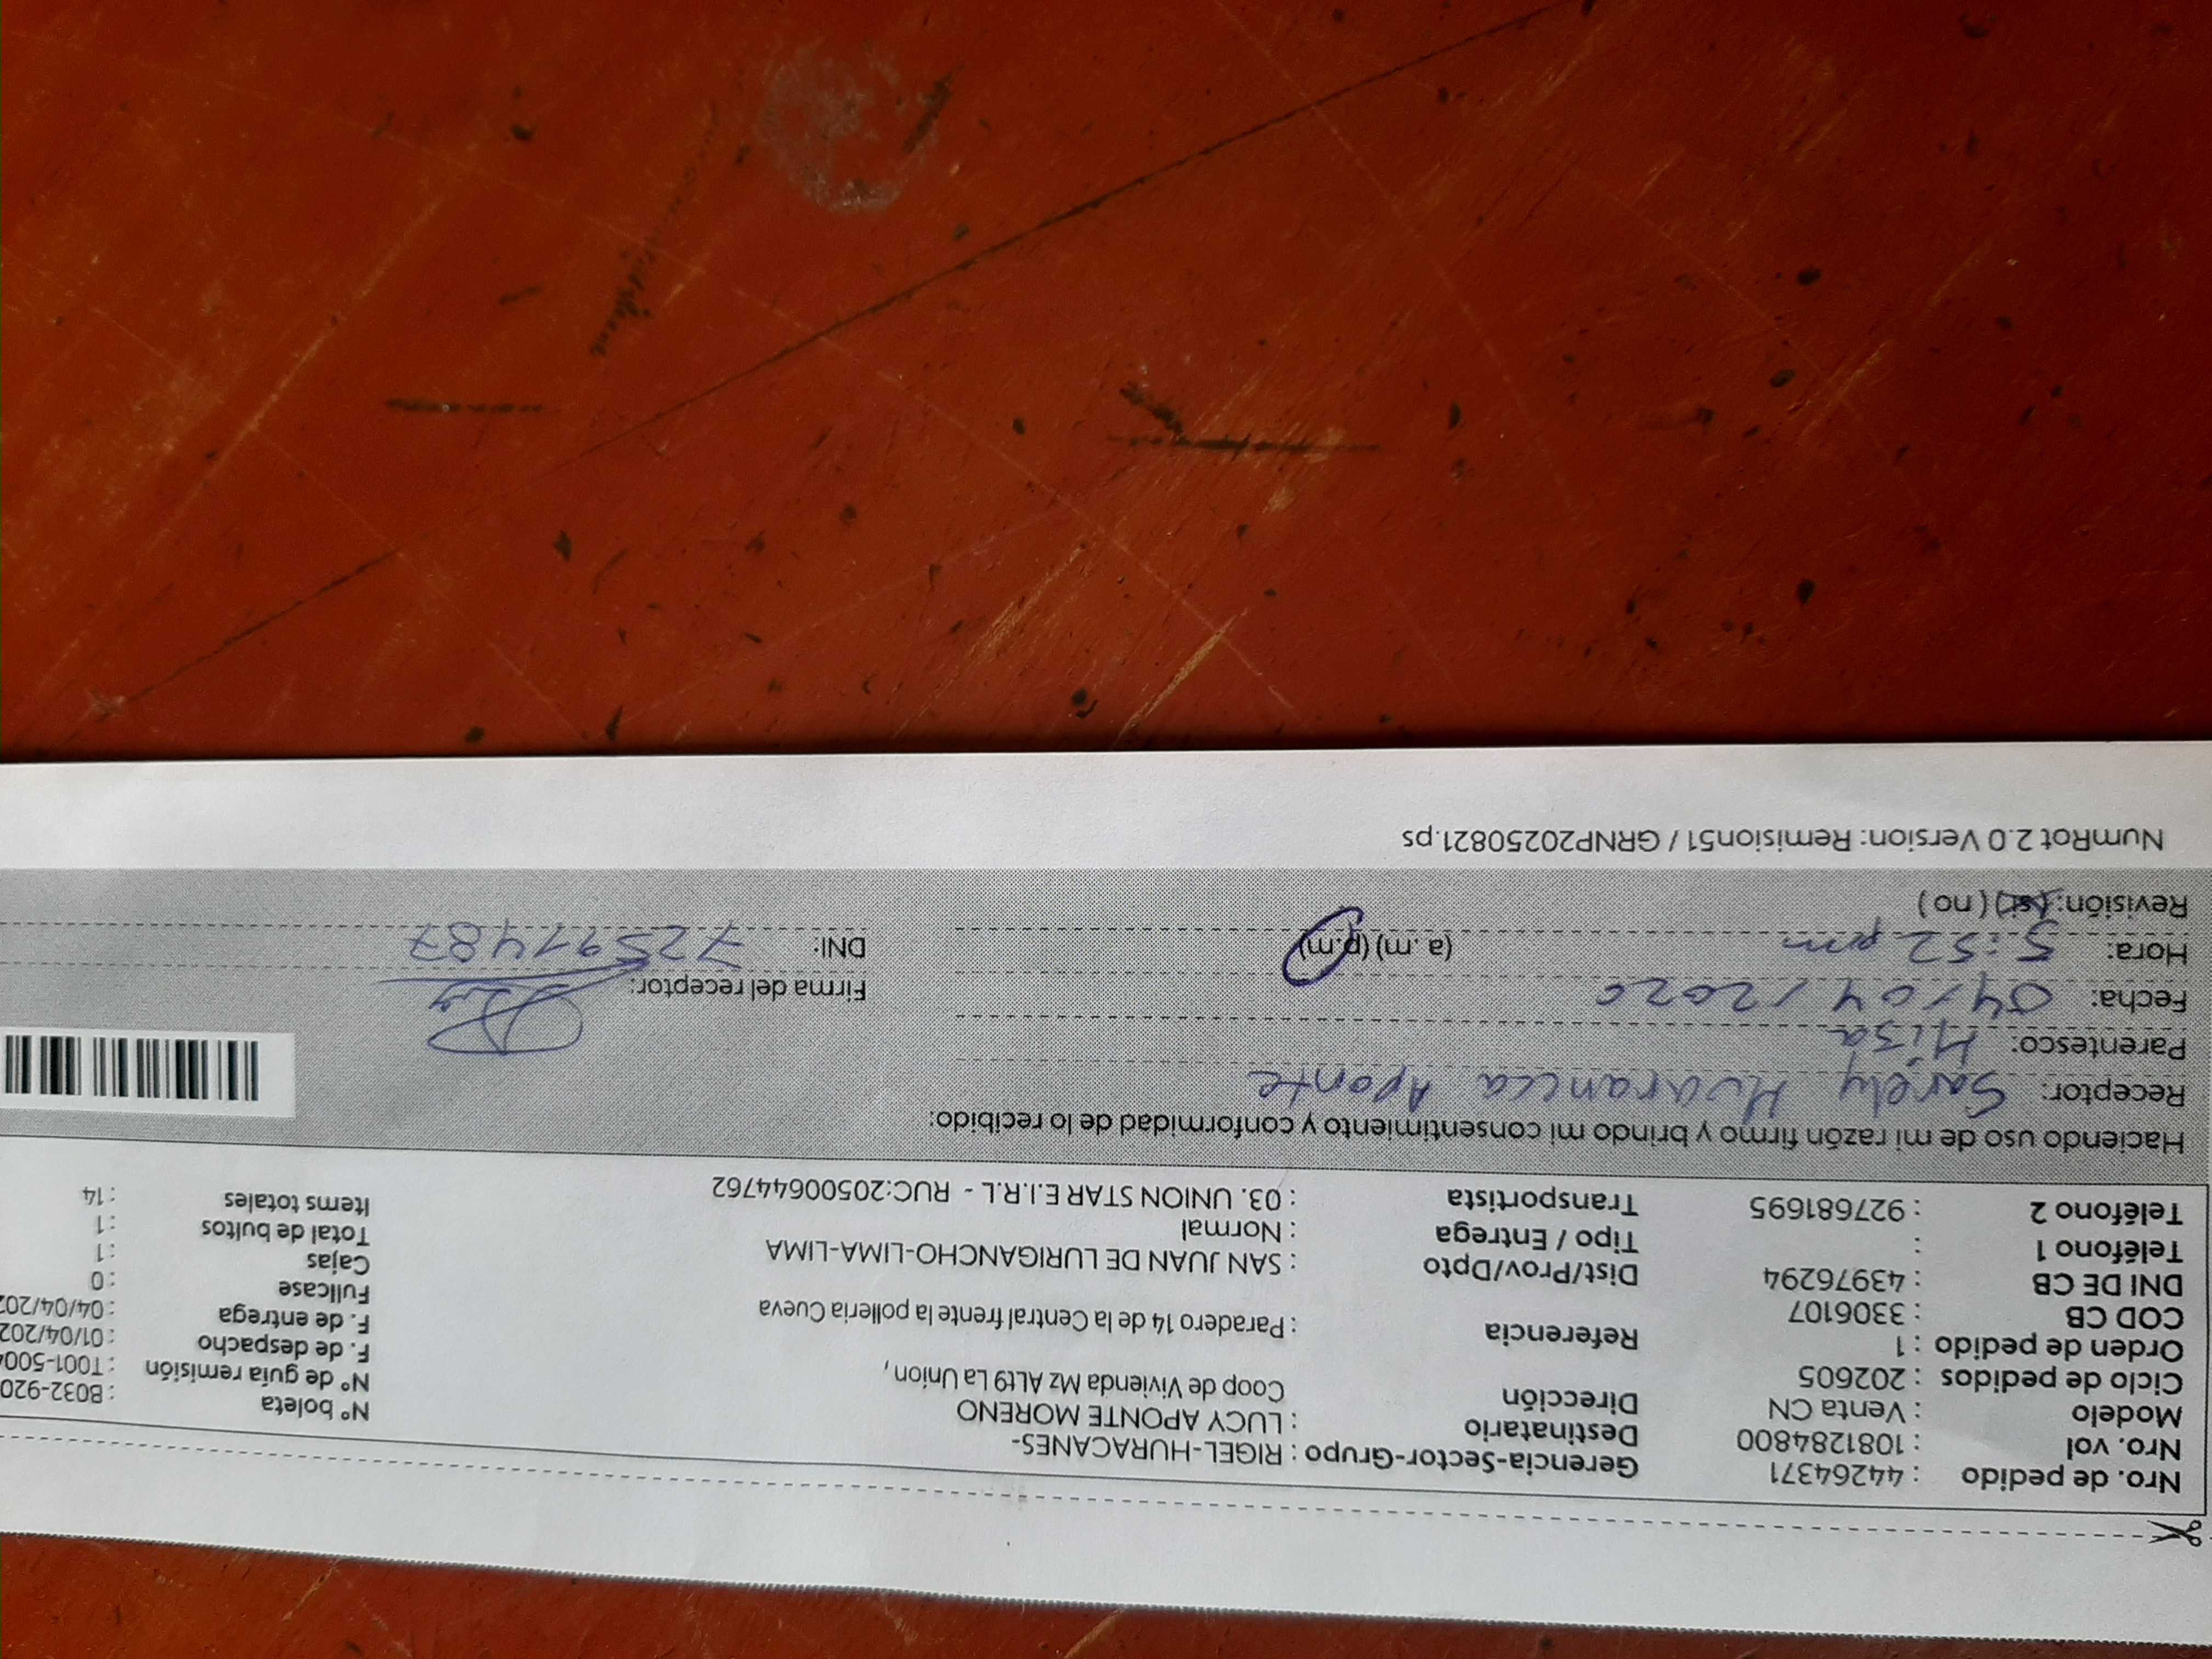 Nro. de pedido : 44264371
Nro. vol : 1081284800
Modelo : Venta CN
Ciclo de pedidos : 202605
Orden de pedido : 1
COD CB : 3306107
DNI DE CB : 43976294
Teléfono 1 :
Teléfono 2 : 927681695
Gerencia-Sector-Grupo : RIGEL-HURACANES-
Destinatario : LUCY APONTE MORENO
Dirección Coop de Vivienda Mz ALt9 La Unión ,
Referencia : Paradero 14 de la Central frente la polleria Cueva
Dist/Prov/Dpto : SAN JUAN DE LURIGANCHO-LIMA-LIMA
Tipo / Entrega : Normal
Transportista : 03. UNION STAR E.I.R.L - RUC:20500644762
N° boleta : B032-920
N° de guía remisión : T001-500
F. de despacho : 01/04/202
F. de entrega : 04/04/202
Fullcase : 0
Cajas : 1
Total de bultos : 1
Items totales : 14
Haciendo uso de mi razón firmo y brindo mi consentimiento y conformidad de lo recibido:
Receptor: Aponte
Parentesco: Hija
Fecha: 04/04/202
Hora: 5:52 pm (a. m) (p.m)
Revisión: (si) (no)
Firma del receptor:
DNI: 72591487
NumRot 2.0 Version: Remision51 / GRNP20250821.ps